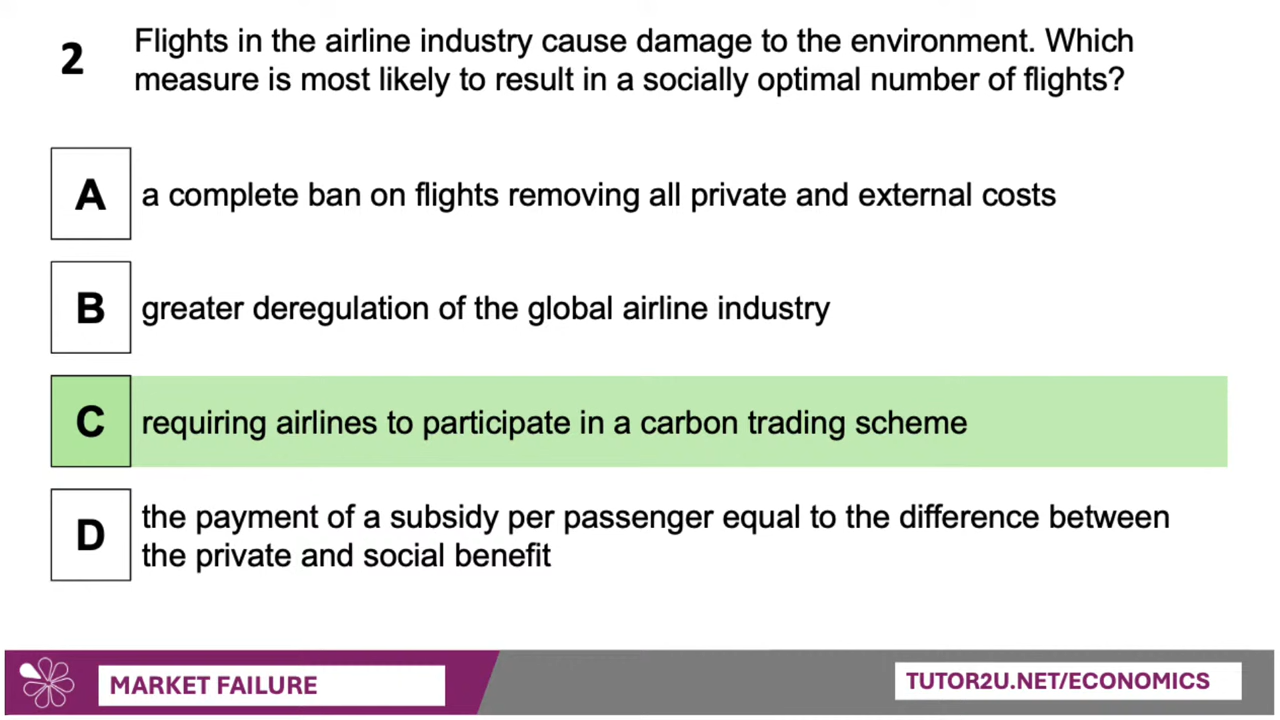 2
Flights in the airline industry cause damage to the environment. Which
measure is most likely to result in a socially optimal number of flights?
A
a complete ban on flights removing all private and external costs
B
greater deregulation of the global airline industry
C
requiring airlines to participate in a carbon trading scheme
D
the payment of a subsidy per passenger equal to the difference between
the private and social benefit
MARKET FAILURE
TUTOR2U.NET/ECONOMICS